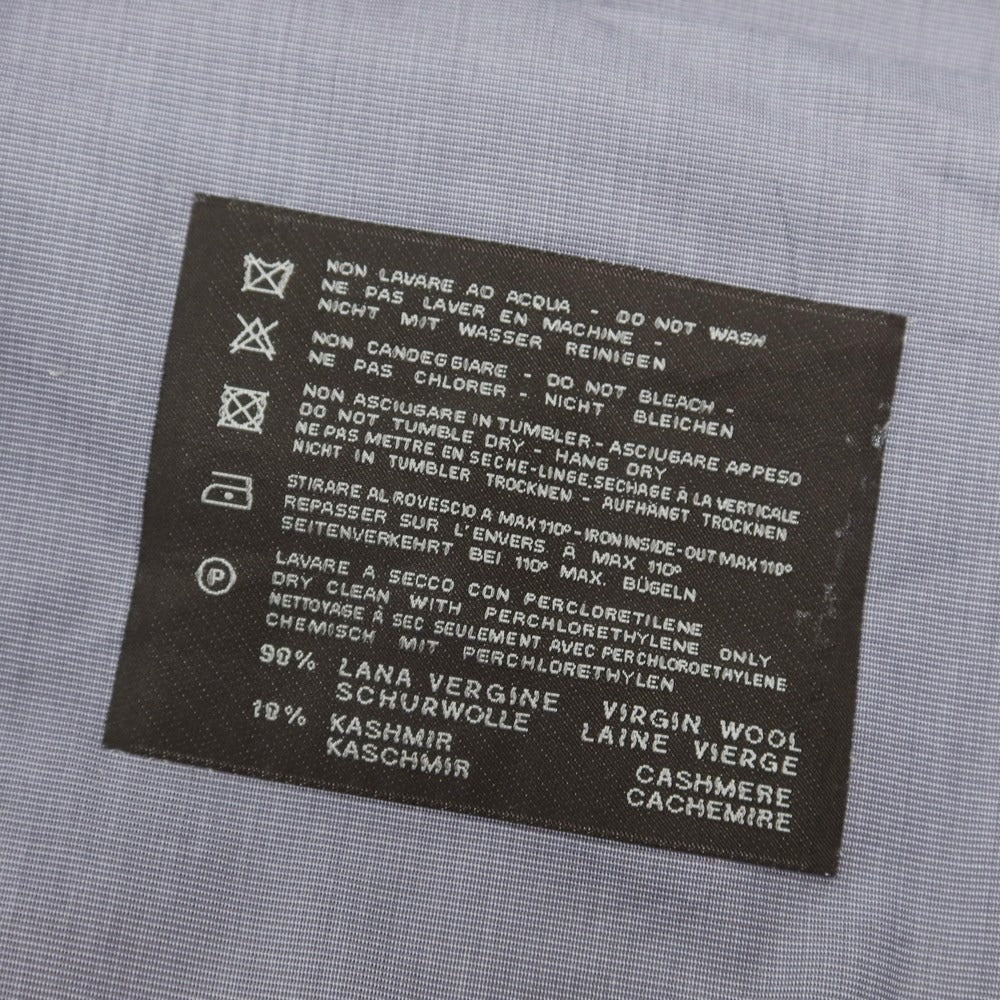 NON LAVARE AD ACQUA - DO NOT WASH
NE PAS LAVER EN MACHINE -
NICHT MIT WASSER REINIGEN
NON CANDEGGIARE - DO NOT BLEACH -
NE PAS CHLORER - NICHT BLEICHEN
NON ASCIUGARE IN TUMBLER - ASCIUGARE APPESO
DO NOT TUMBLE DRY - HANG DRY
NE PAS METTRE EN SECHE-LINGE, SECHAGE À LA VERTICALE
NICHT IN TUMBLER TROCKNEN - AUFHÄNGT TROCKNEN
STIRARE AL ROVESCIO A MAX 110° - IRON INSIDE-OUT MAX 110°
REPASSER SUR L'ENVERS À MAX 110°
SEITENVERKEHRT BEI 110° MAX. BÜGELN
P
LAVARE A SECCO CON PERCLORETILENE
DRY CLEAN WITH PERCHLORETHYLENE ONLY
NETTOYAGE À SEC SEULEMENT AVEC PERCHLOROETHYLENE
CHEMISCH MIT PERCHLORETHYLEN
90% LANA VERGINE VIRGIN WOOL
SCHURWOLLE LAINE VIERGE
10% KASHMIR CASHMERE
KASCHMIR CACHEMIRE